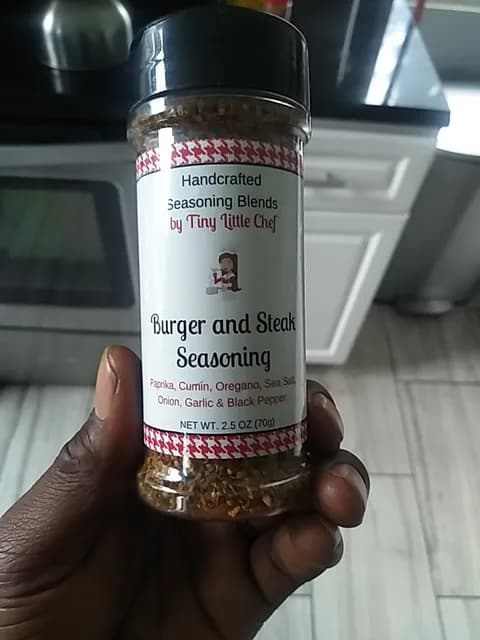 Handcrafted
Seasoning Blends
by Tiny Little Chef
Burger and Steak
Seasoning
Paprika, Cumin, Oregano, Sea Salt,
Onion, Garlic & Black Pepper
NET WT. 2.5 OZ (70g)